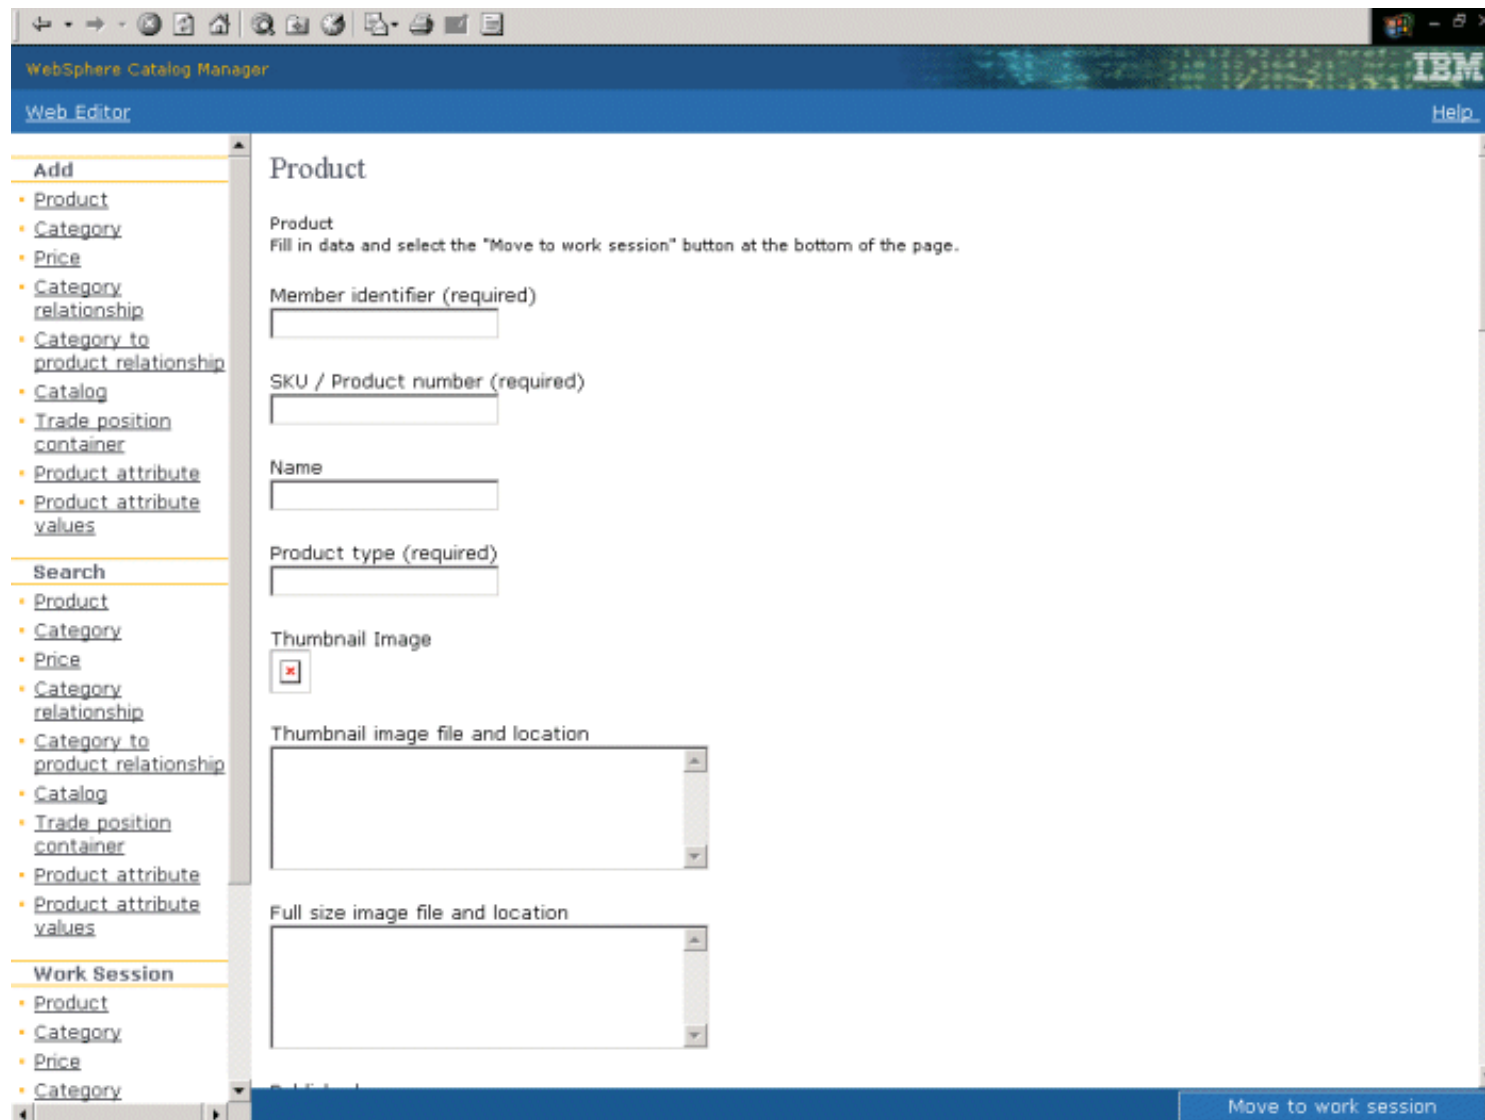 WebSphere Catalog Manager
IBM
Web Editor
Help
Add
Product
Category
Price
Category
relationship
Category to
product relationship
Catalog
Trade position
container
Product attribute
Product attribute
values
Search
Product
Category
Price
Category
relationship
Category to
product relationship
Catalog
Trade position
container
Product attribute
Product attribute
values
Work Session
Product
Category
Price
Category
Product
Product
Fill in data and select the "Move to work session" button at the bottom of the page.
Member identifier (required)
SKU / Product number (required)
Name
Product type (required)
Thumbnail Image
Thumbnail image file and location
Full size image file and location
Move to work session